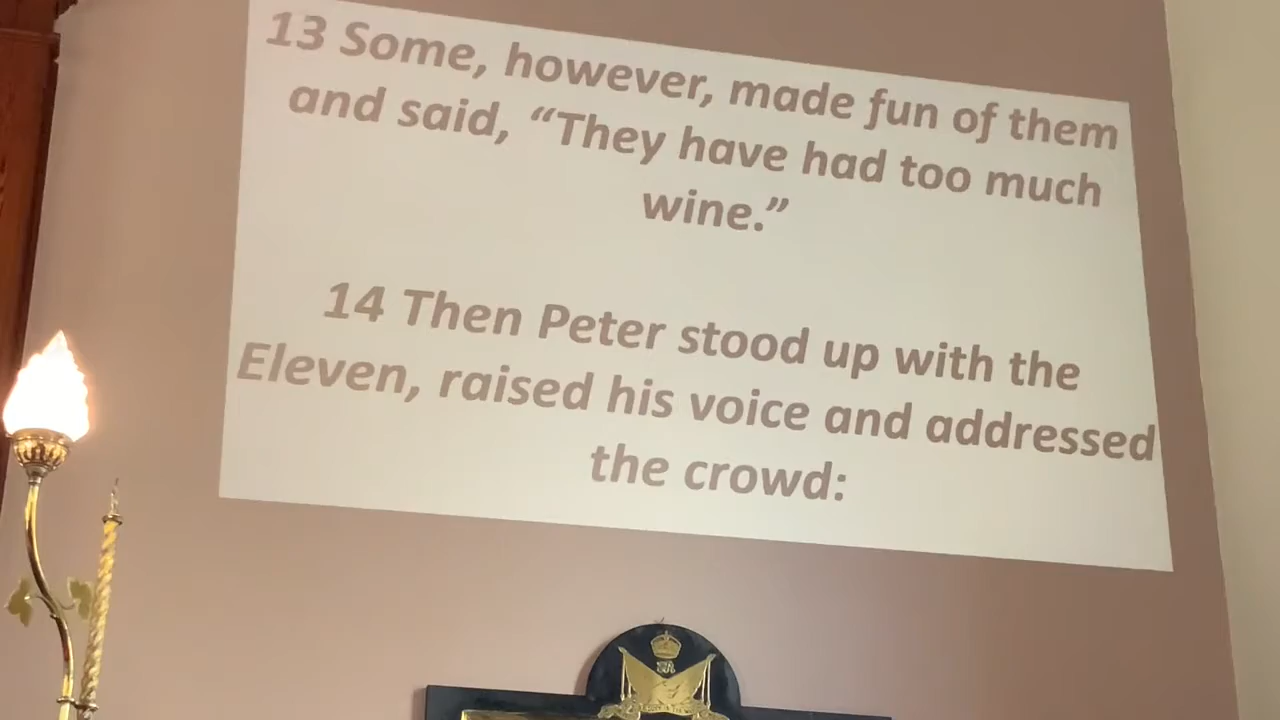 13 Some, however, made fun of them
and said, “They have had too much
wine.”
14 Then Peter stood up with the
Eleven, raised his voice and addressed
the crowd: